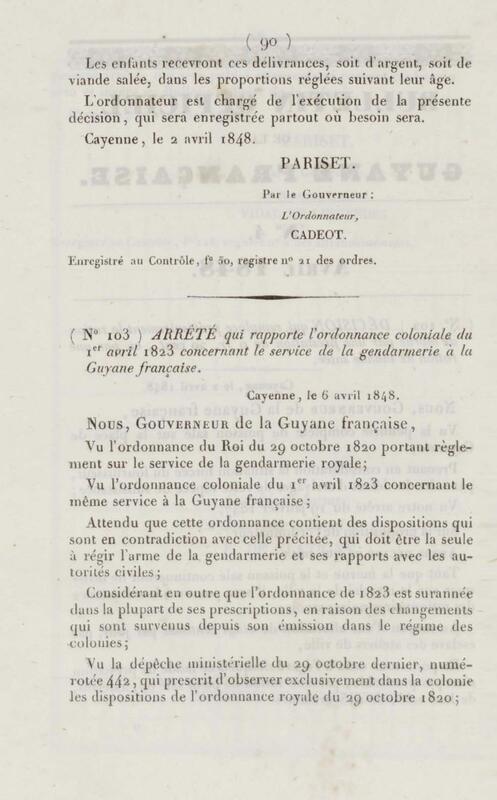 ( 90 )
Les enfants recevront ces délivrances, soit d'argent, soit de
viande salée, dans les proportions réglées suivant leur âge.
L'ordonnateur est chargé de l'exécution de la présente
décision, qui sera enregistrée partout où besoin sera.
Cayenne, le 2 avril 1848.
PARISET.
Par le Gouverneur :
L'Ordonnateur,
CADEOT.
Enregistré au Contrôle, f° 50, registre n° 21 des ordres.
( N° 103 ) ARRÊTÉ qui rapporte l'ordonnance coloniale du
1er avril 1823 concernant le service de la gendarmerie à la
Guyane française.
Cayenne, le 6 avril 1848.
NOUS, GOUVERNEUR de la Guyane française,
Vu l'ordonnance du Roi du 29 octobre 1820 portant règle-
ment sur le service de la gendarmerie royale;
Vu l'ordonnance coloniale du 1er avril 1823 concernant le
même service à la Guyane française;
Attendu que cette ordonnance contient des dispositions qui
sont en contradiction avec celle précitée, qui doit être la seule
à régir l'arme de la gendarmerie et ses rapports avec les au-
torités civiles;
Considérant en outre que l'ordonnance de 1823 est surannée
dans la plupart de ses prescriptions, en raison des changements
qui sont survenus depuis son émission dans le régime des
colonies;
Vu la dépêche ministérielle du 29 octobre dernier, numé-
rotée 442, qui prescrit d'observer exclusivement dans la colonie
les dispositions de l'ordonnance royale du 29 octobre 1820;